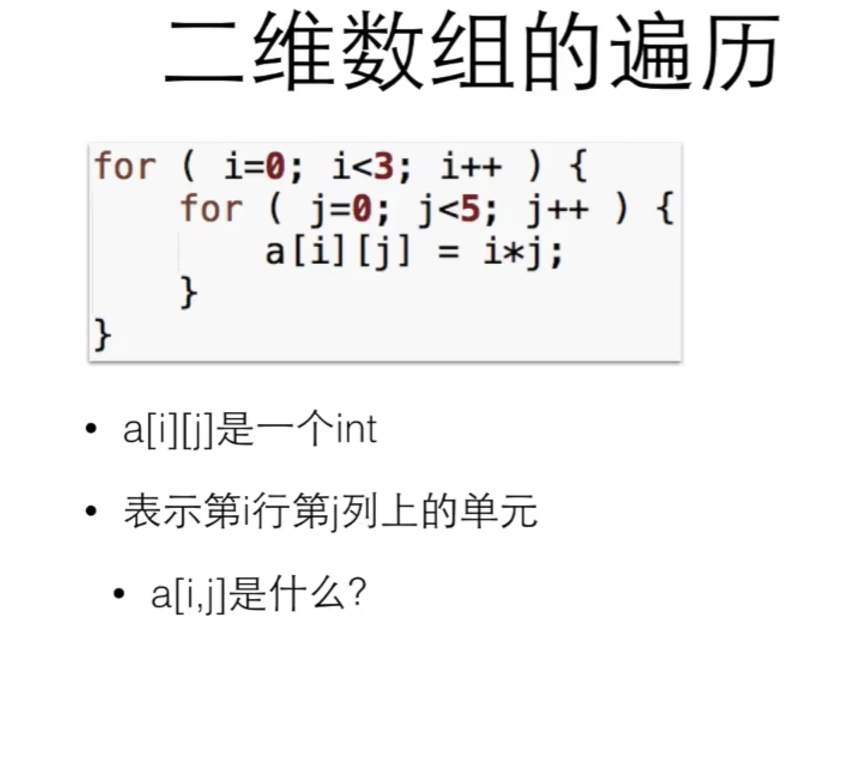 二维数组的遍历
for ( i=0; i<3; i++ ) {
    for ( j=0; j<5; j++ ) {
        a[i][j] = i*j;
    }
}
• a[i][j]是一个int
• 表示第i行第j列上的单元
• a[i,j]是什么?